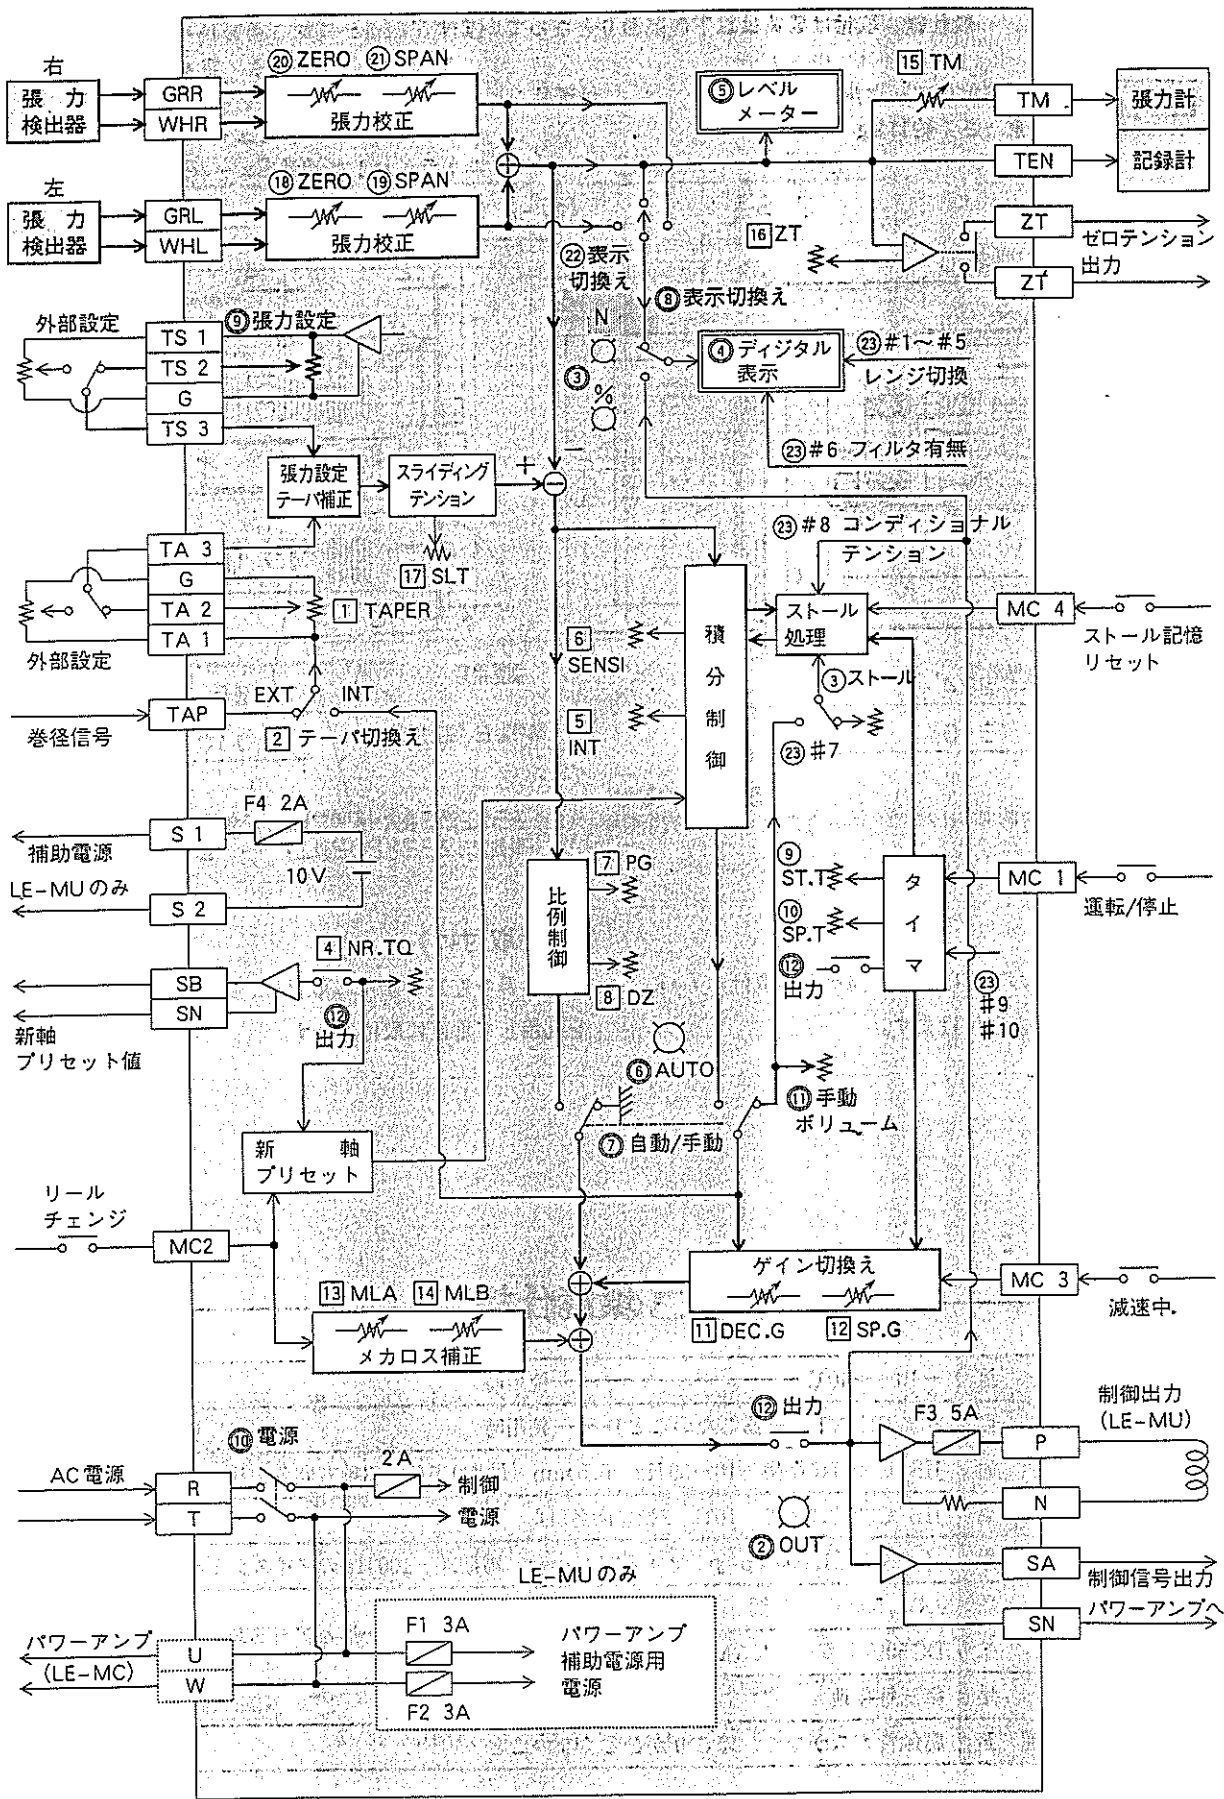 右
張力
検出器
GRR
WHR
⑳ZERO ㉑SPAN
張力校正
⑤レベル
メーター
15 TM
TM
TEN
張力計
記録計
左
張力
検出器
GRL
WHL
⑱ZERO ⑲SPAN
張力校正
㉒表示
切換え
16 ZT
ZT
ゼロテンション
出力
ZT
⑧表示切換え
外部設定
⑨張力設定
TS 1
TS 2
G
TS 3
N
③
%
④ディジタル
表示
㉓#1〜#5
レンジ切換
㉓#6 フィルタ有無
張力設定
テーパ補正
スライディング
テンション
+
−
17 SLT
㉓#8 コンディショナル
テンション
TA 3
G
TA 2
TA 1
1 TAPER
外部設定
6
SENSI
5
INT
積分制御
ストール
処理
MC 4
ストール記憶
リセット
③ストール
㉓#7
TAP
巻径信号
EXT INT
2 テーパ切換え
F4 2A
S 1
補助電源
10V
LE-MUのみ
S 2
比例制御
7 PG
8 DZ
⑨
ST.T
⑩
SP.T
⑫
出力
タイマ
MC 1
運転/停止
㉓
#9
#10
4 NR.TQ
SB
SN
⑫
出力
新軸
プリセット値
⑥AUTO
⑪手動
ボリューム
⑦自動/手動
新軸
プリセット
リール
チェンジ
MC2
ゲイン切換え
11 DEC.G 12 SP.G
MC 3
減速中.
13 MLA 14 MLB
メカロス補正
⑫出力
F3 5A
制御出力
(LE-MU)
P
N
⑩電源
AC電源
R
T
2A
制御
電源
②OUT
SA
制御信号出力
パワーアンプへ
SN
LE-MUのみ
パワーアンプ
(LE-MC)
U
W
F1 3A
F2 3A
パワーアンプ
補助電源用
電源